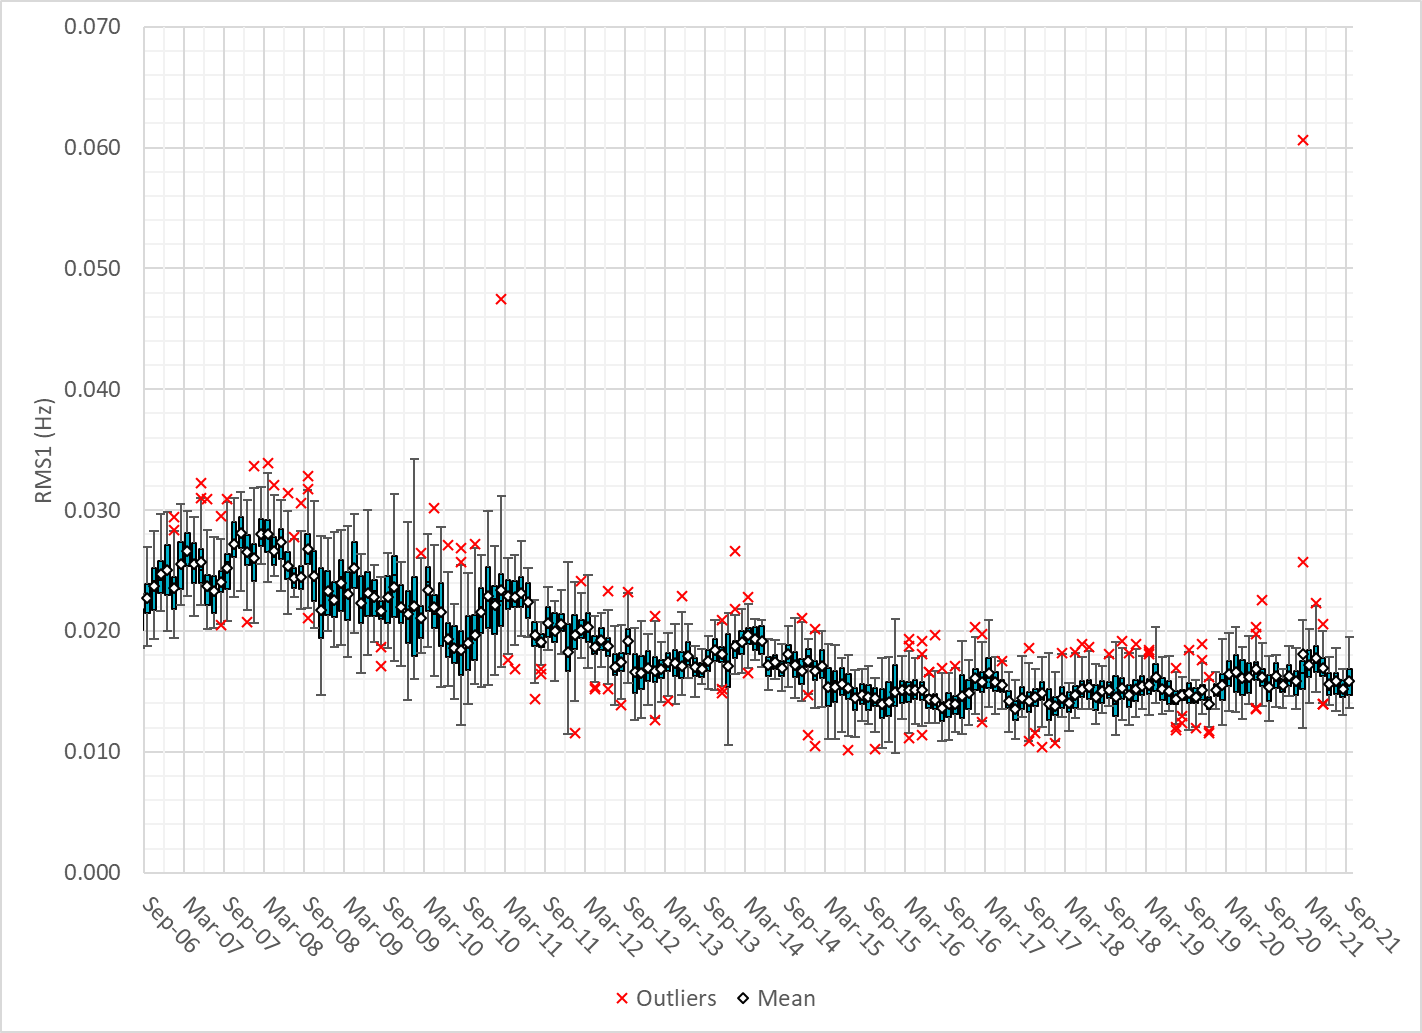 0.070
0.060
0.050
0.040
0.030
0.020
0.010
0.000
RMS1 (Hz)
Sep-06
Mar-07
Sep-07
Mar-08
Sep-08
Mar-09
Sep-09
Mar-10
Sep-10
Mar-11
Sep-11
Mar-12
Sep-12
Mar-13
Sep-13
Mar-14
Sep-14
Mar-15
Sep-15
Mar-16
Sep-16
Mar-17
Sep-17
Mar-18
Sep-18
Mar-19
Sep-19
Mar-20
Sep-20
Mar-21
Sep-21
Outliers Mean